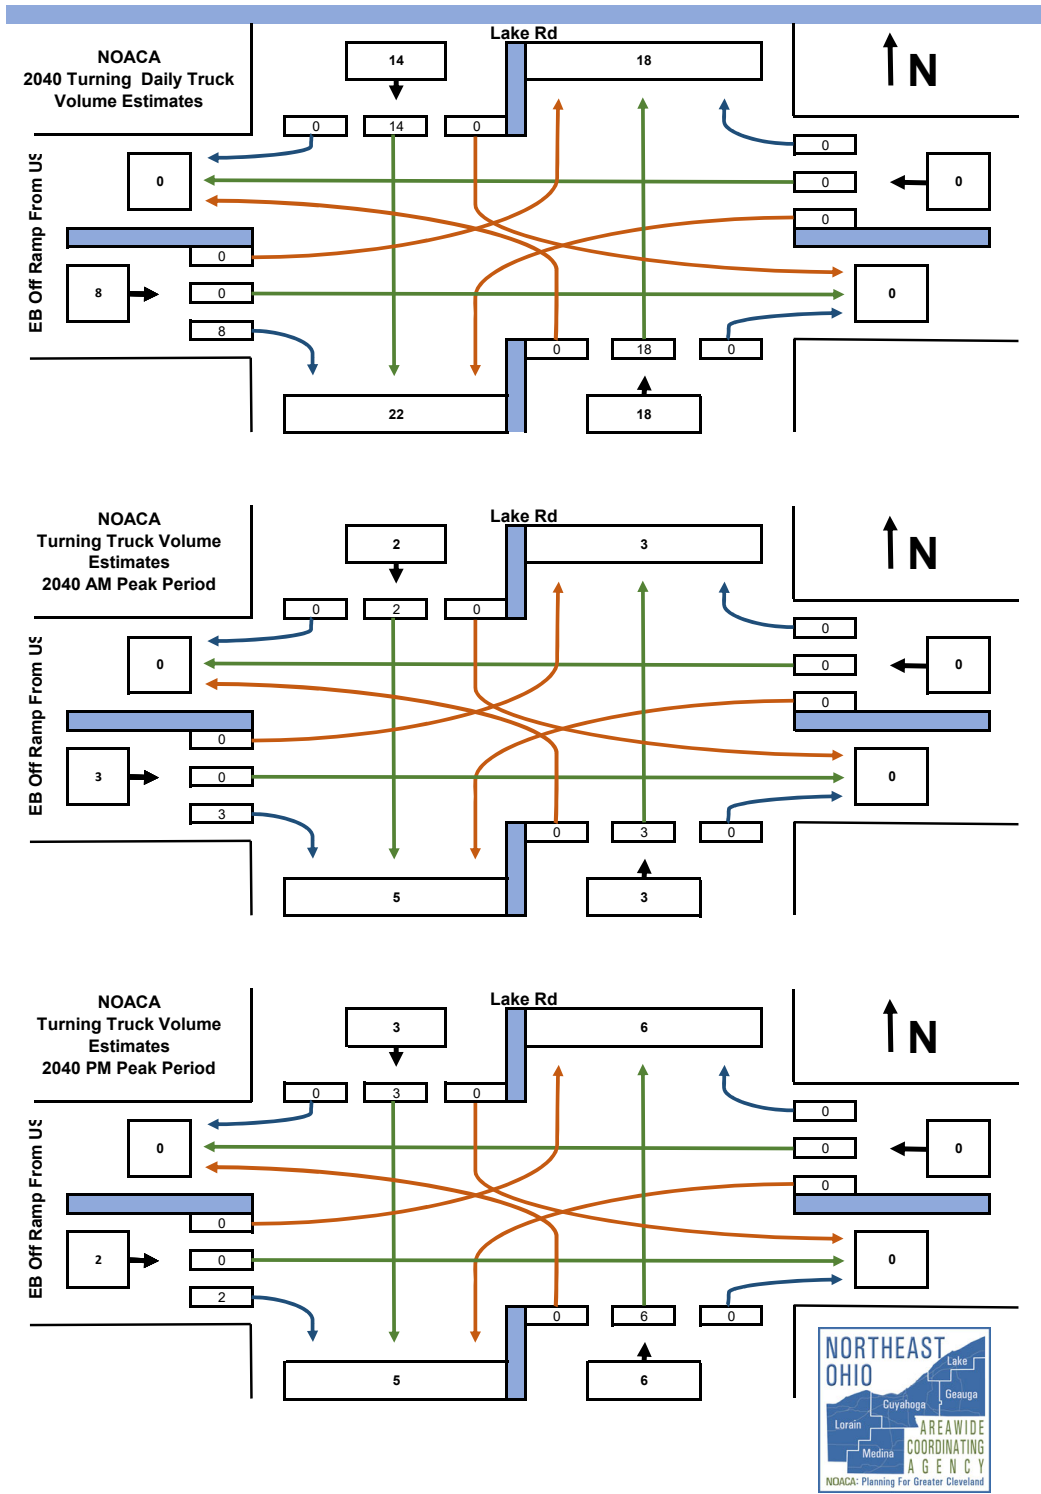 Lake Rd
NOACA
2040 Turning Daily Truck
Volume Estimates
14
18
N
0
14
0
0
0
0
0
0
EB Off Ramp From US
0
8
0
0
8
0
18
0
22
18
Lake Rd
NOACA
Turning Truck Volume
Estimates
2040 AM Peak Period
2
3
N
0
2
0
0
0
0
0
0
EB Off Ramp From US
0
3
0
0
3
0
3
0
5
3
Lake Rd
NOACA
Turning Truck Volume
Estimates
2040 PM Peak Period
3
6
N
0
3
0
0
0
0
0
0
EB Off Ramp From US
0
2
0
0
2
0
6
0
5
6
NORTHEAST
OHIO
Lake
Geauga
Cuyahoga
Lorain
Medina
AREAWIDE
COORDINATING
AGENCY
NOACA: Planning For Greater Cleveland